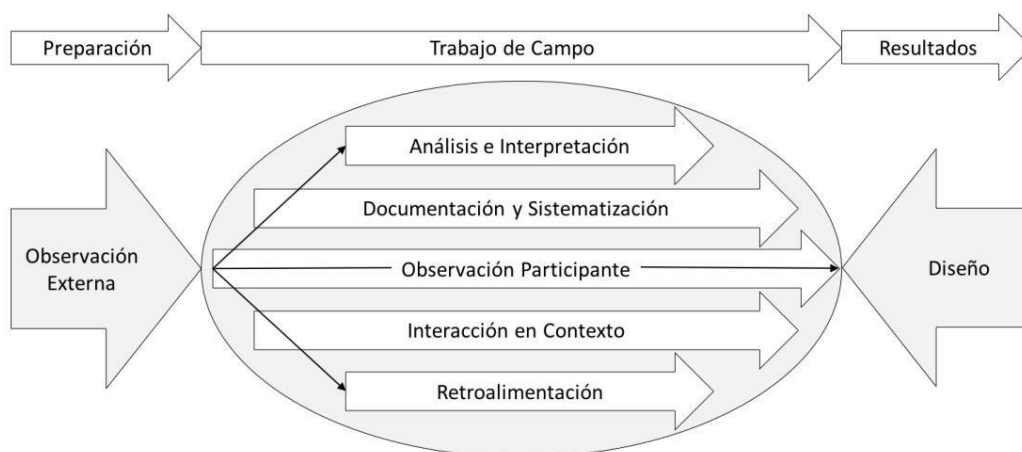 Preparación
Trabajo de Campo
Resultados
Análisis e Interpretación
Documentación y Sistematización
Observación
Externa
Observación Participante
Diseño
Interacción en Contexto
Retroalimentación